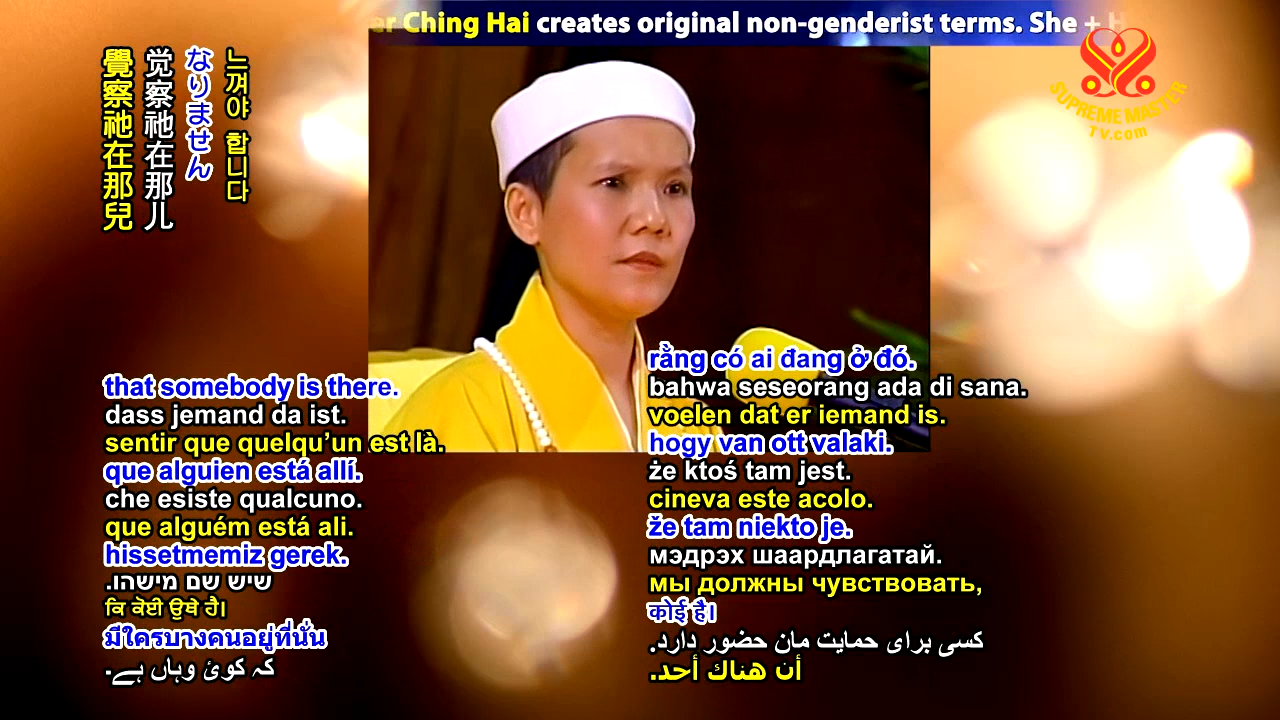 er Ching Hai creates original non-genderist terms. She + H
SUPREME MASTER
TV.com
느껴야 합니다
なりません
觉察祂在那儿
覺察祂在那兒
that somebody is there.
dass jemand da ist.
sentir que quelqu’un est là.
que alguien está allí.
che esiste qualcuno.
que alguém está ali.
hissetmemiz gerek.
שיש שם מישהו.
ਕਿ ਕੋਈ ਉਥੇ ਹੈ।
มีใครบางคนอยู่ที่นั่น
کہ کوئ وہاں ہے۔
rằng có ai đang ở đó.
bahwa seseorang ada di sana.
voelen dat er iemand is.
hogy van ott valaki.
że ktoś tam jest.
cineva este acolo.
že tam niekto je.
мэдрэх шаардлагатай.
мы должны чувствовать,
कोई है।
کسی برای حمایت مان حضور دارد.
أن هناك أحد.